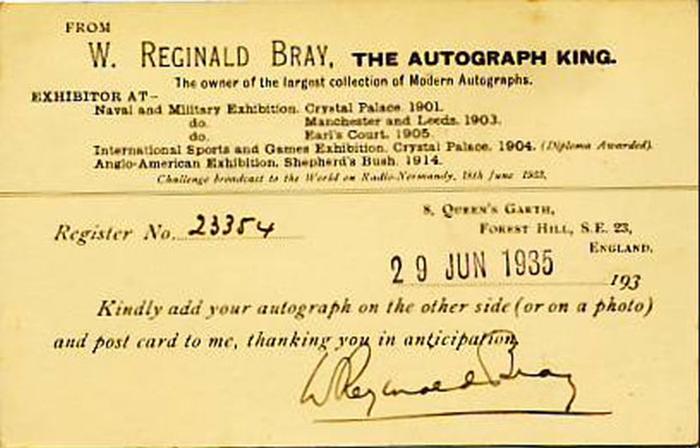 FROM
W. REGINALD BRAY, THE AUTOGRAPH KING.
The owner of the largest collection of Modern Autographs.
EXHIBITOR AT–
Naval and Military Exhibition. Crystal Palace. 1901.
do. Manchester and Leeds. 1903.
do. Earl's Court. 1905.
International Sports and Games Exhibition. Crystal Palace. 1904. (Diploma Awarded).
Anglo-American Exhibition. Shepherd's Bush. 1914.
Challenge broadcast to the World on Radio-Normandy, 18th June 1933.
8, QUEEN'S GARTH,
Register No. 23354
FOREST HILL, S.E. 23,
ENGLAND.
29 JUN 1935 193
Kindly add your autograph on the other side (or on a photo)
and post card to me, thanking you in anticipation.
W Reginald Bray